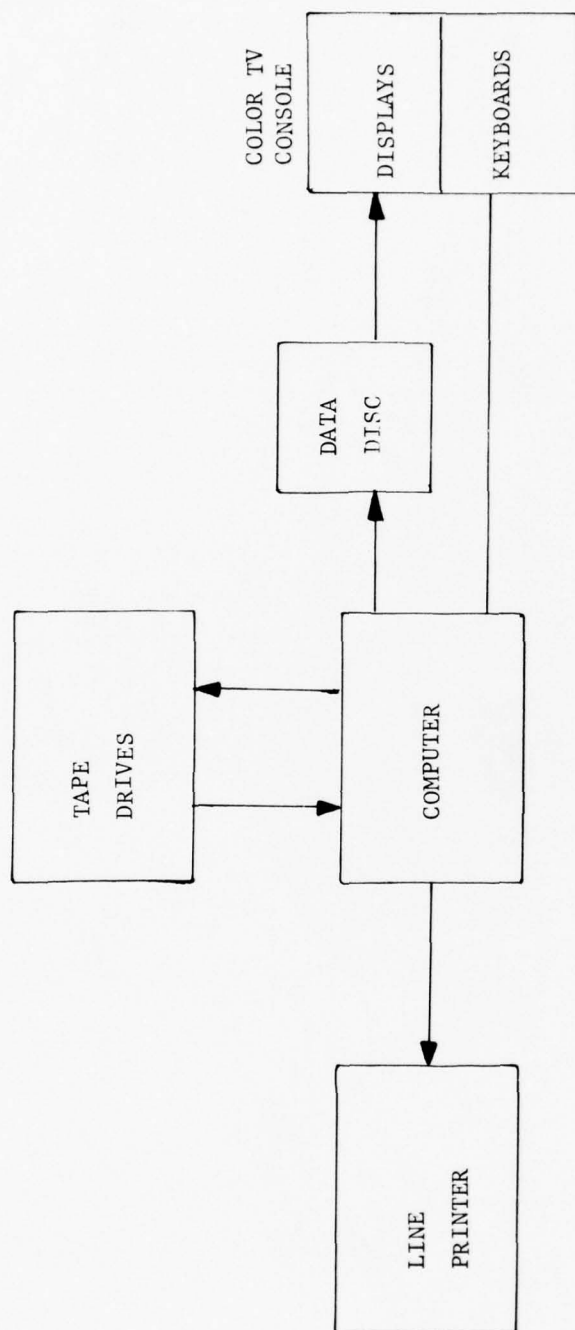 COLOR TV
CONSOLE
DISPLAYS
KEYBOARDS
DATA
DISC
TAPE
DRIVES
COMPUTER
LINE
PRINTER